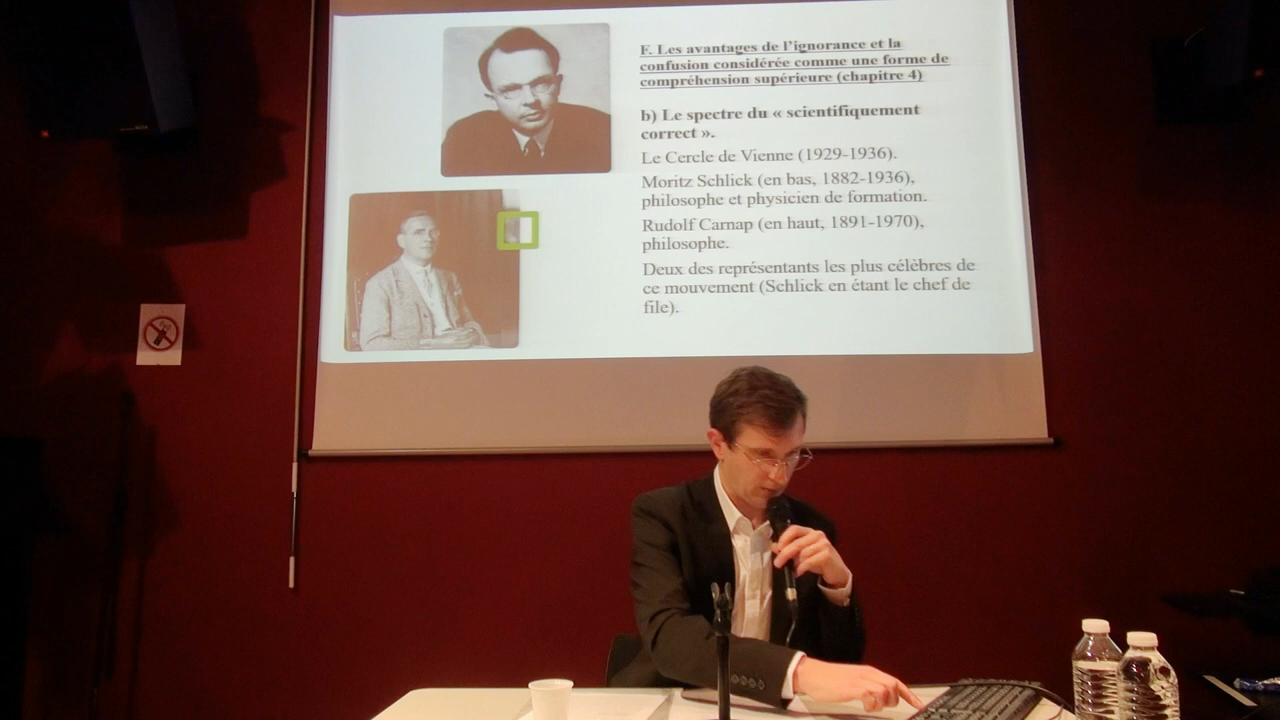 F. Les avantages de l'ignorance et la
confusion considérée comme une forme de
compréhension supérieure (chapitre 4)
b) Le spectre du « scientifiquement
correct ».
Le Cercle de Vienne (1929-1936).
Moritz Schlick (en bas, 1882-1936),
philosophe et physicien de formation.
Rudolf Carnap (en haut, 1891-1970),
philosophe.
Deux des représentants les plus célèbres de
ce mouvement (Schlick en étant le chef de
file).